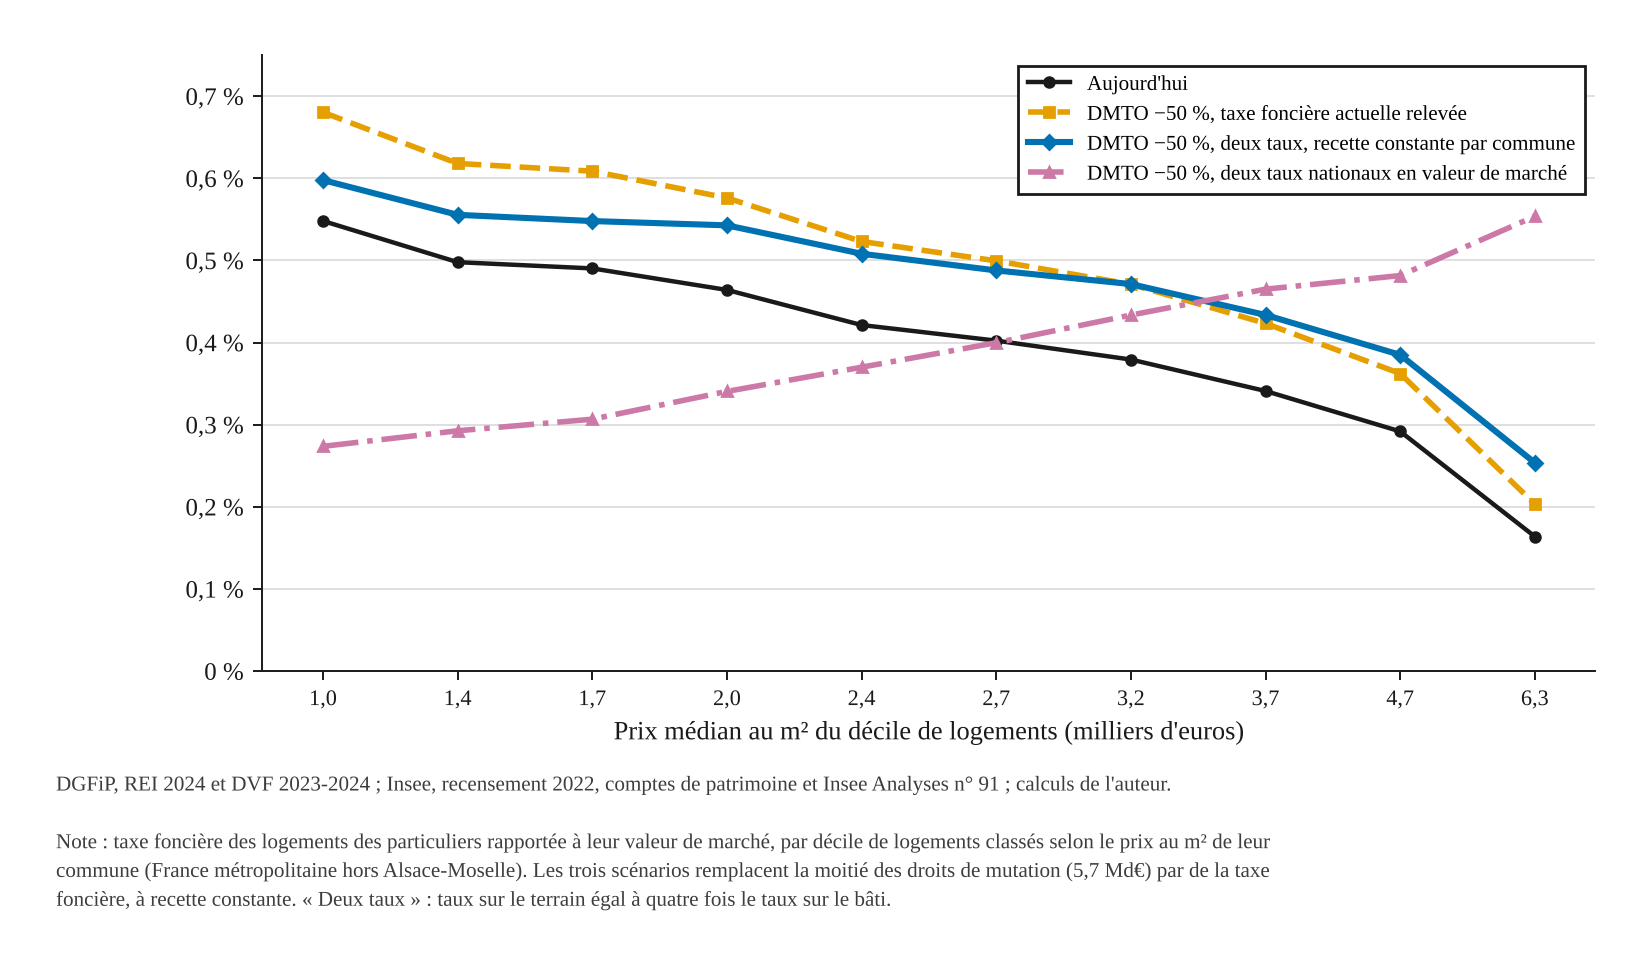 0,7 %
0,6 %
0,5 %
0,4 %
0,3 %
0,2 %
0,1 %
0 %
Aujourd'hui
DMTO −50 %, taxe foncière actuelle relevée
DMTO −50 %, deux taux, recette constante par commune
DMTO −50 %, deux taux nationaux en valeur de marché
1,0 1,4 1,7 2,0 2,4 2,7 3,2 3,7 4,7 6,3
Prix médian au m² du décile de logements (milliers d'euros)
DGFiP, REI 2024 et DVF 2023-2024 ; Insee, recensement 2022, comptes de patrimoine et Insee Analyses n° 91 ; calculs de l'auteur.
Note : taxe foncière des logements des particuliers rapportée à leur valeur de marché, par décile de logements classés selon le prix au m² de leur
commune (France métropolitaine hors Alsace-Moselle). Les trois scénarios remplacent la moitié des droits de mutation (5,7 Md€) par de la taxe
foncière, à recette constante. « Deux taux » : taux sur le terrain égal à quatre fois le taux sur le bâti.